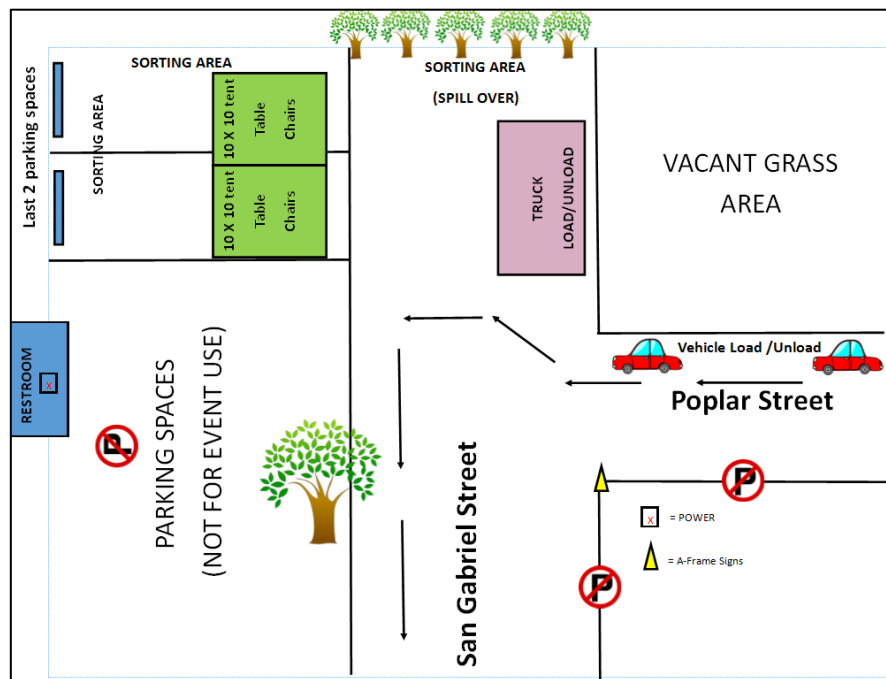 Last 2 parking spaces
SORTING AREA
SORTING AREA
10 X 10 tent
Table
Chairs
10 X 10 tent
Table
Chairs
SORTING AREA
(SPILL OVER)
TRUCK
LOAD/UNLOAD
VACANT GRASS
AREA
RESTROOM
x
P
PARKING SPACES
(NOT FOR EVENT USE)
Vehicle Load /Unload
Poplar Street
San Gabriel Street
P
x = POWER
= A-Frame Signs
P